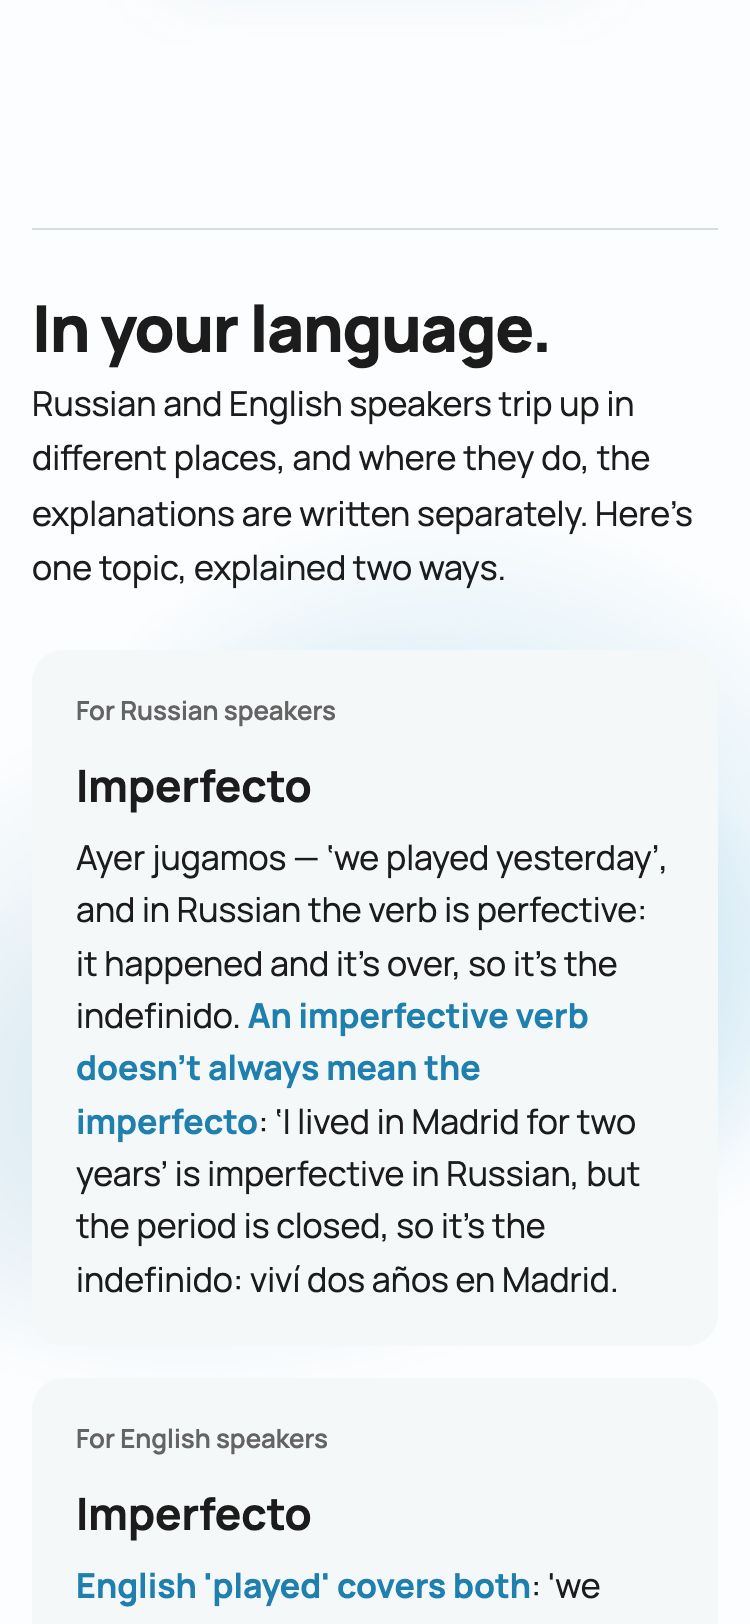 In your language.
Russian and English speakers trip up in
different places, and where they do, the
explanations are written separately. Here’s
one topic, explained two ways.
For Russian speakers
Imperfecto
Ayer jugamos — ‘we played yesterday’,
and in Russian the verb is perfective:
it happened and it’s over, so it’s the
indefinido. An imperfective verb
doesn’t always mean the
imperfecto: ‘I lived in Madrid for two
years’ is imperfective in Russian, but
the period is closed, so it’s the
indefinido: viví dos años en Madrid.
For English speakers
Imperfecto
English 'played' covers both: 'we